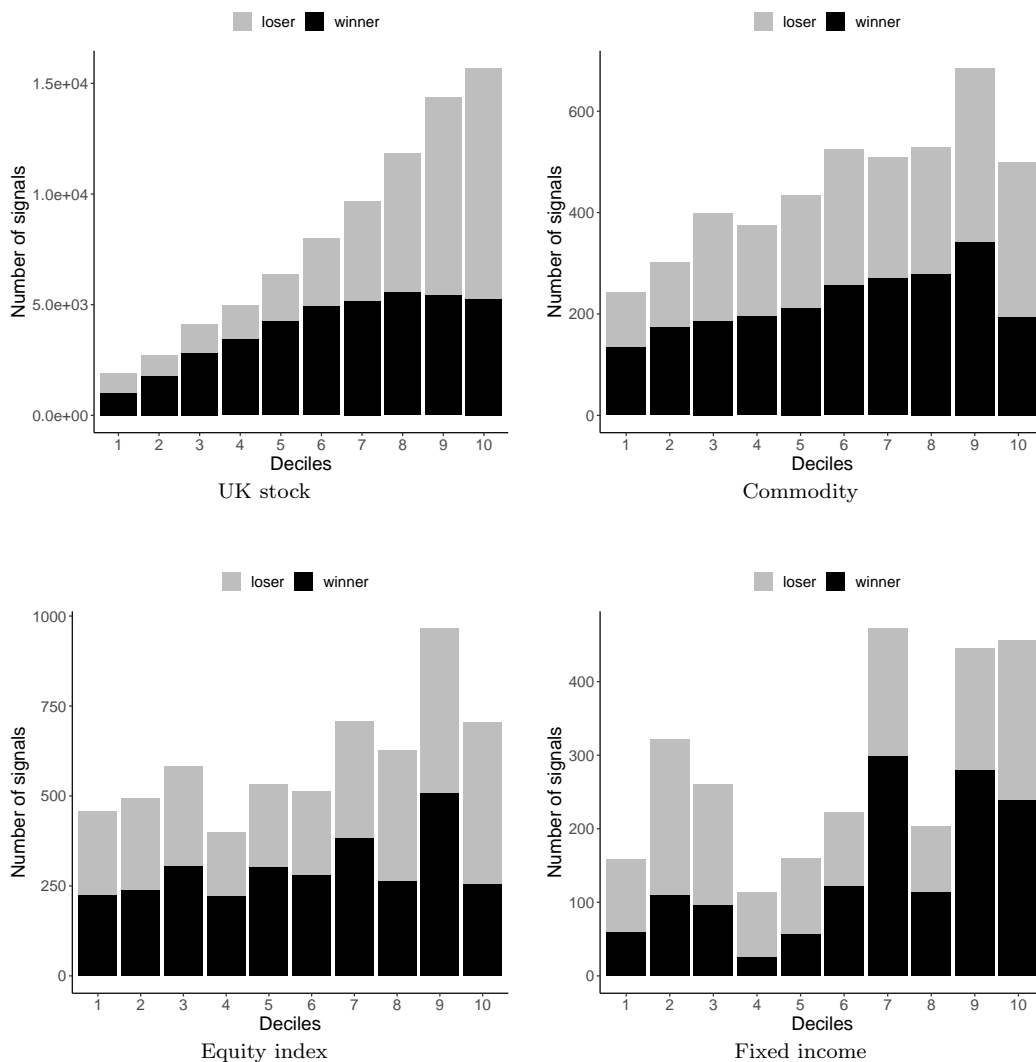 loser winner
Number of signals
1.5e+04
1.0e+04
5.0e+03
0.0e+00
1 2 3 4 5 6 7 8 9 10
Deciles
UK stock
loser winner
Number of signals
600
400
200
0
1 2 3 4 5 6 7 8 9 10
Deciles
Commodity
loser winner
Number of signals
1000
750
500
250
0
1 2 3 4 5 6 7 8 9 10
Deciles
Equity index
loser winner
Number of signals
400
300
200
100
0
1 2 3 4 5 6 7 8 9 10
Deciles
Fixed income